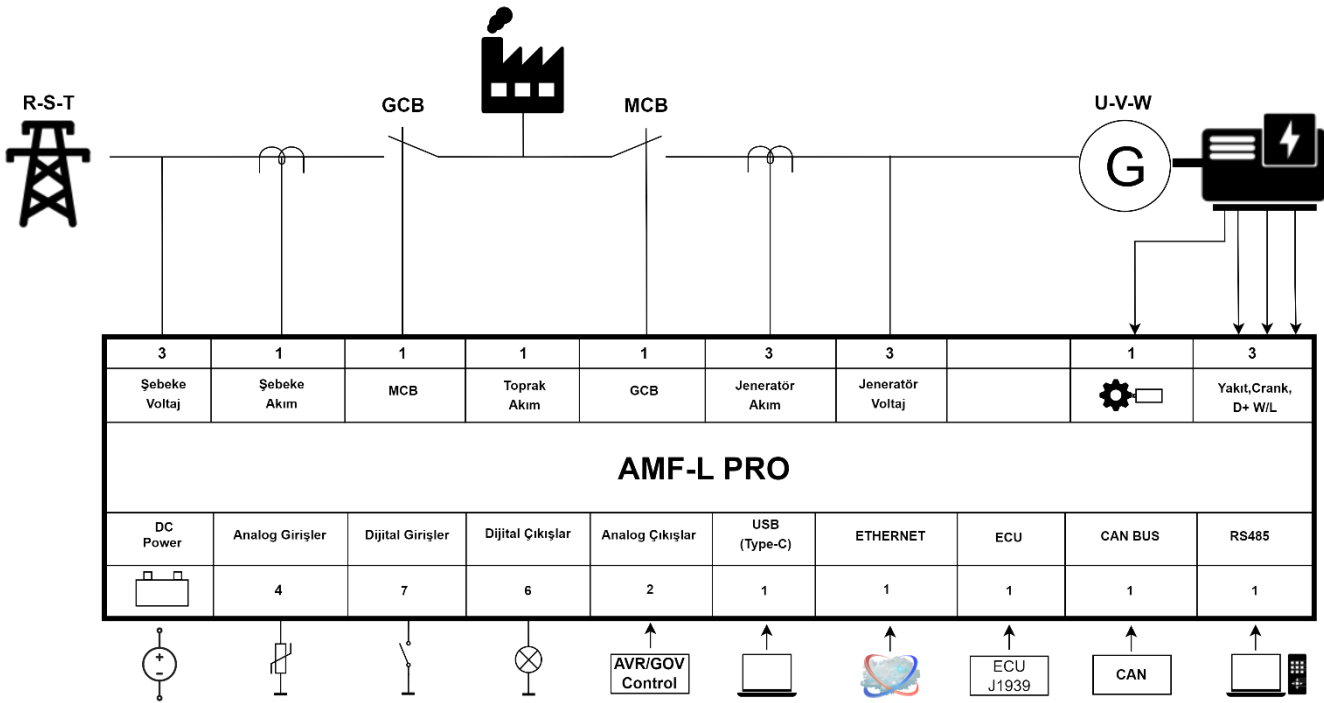 R-S-T
GCB
MCB
U-V-W
G
3
1
1
1
1
3
3
1
3
Şebeke
Voltaj
Şebeke
Akım
MCB
Toprak
Akım
GCB
Jeneratör
Akım
Jeneratör
Voltaj
Yakıt,Crank,
D+ W/L
AMF-L PRO
DC
Power
Analog Girişler
Dijital Girişler
Dijital Çıkışlar
Analog Çıkışlar
USB
(Type-C)
ETHERNET
ECU
CAN BUS
RS485
4
7
6
2
1
1
1
1
1
AVR/GOV
Control
ECU
J1939
CAN